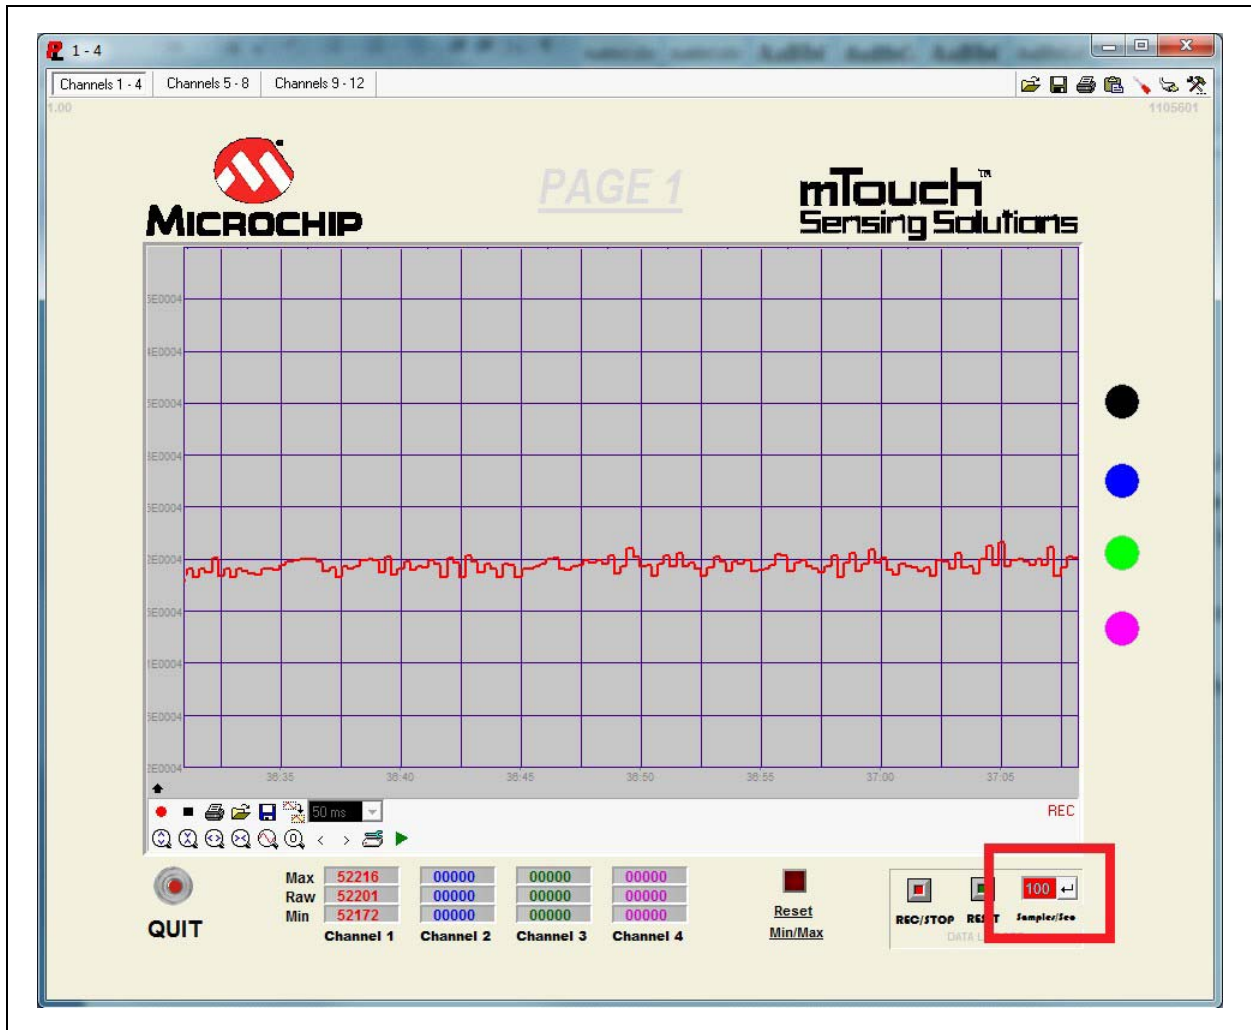 1 - 4
Channels 1 - 4 Channels 5 - 8 Channels 9 - 12
1.00 1105601
MICROCHIP
PAGE 1
mTouch™
Sensing Solutions
36:35 36:40 36:45 36:50 36:55 37:00 37:05
50 ms
REC
Max 52216 00000 00000 00000
Raw 52201 00000 00000 00000
Min 52172 00000 00000 00000
Channel 1 Channel 2 Channel 3 Channel 4
QUIT
Reset
Min/Max
100
REC/STOP RESET Samples/Sec
DATA